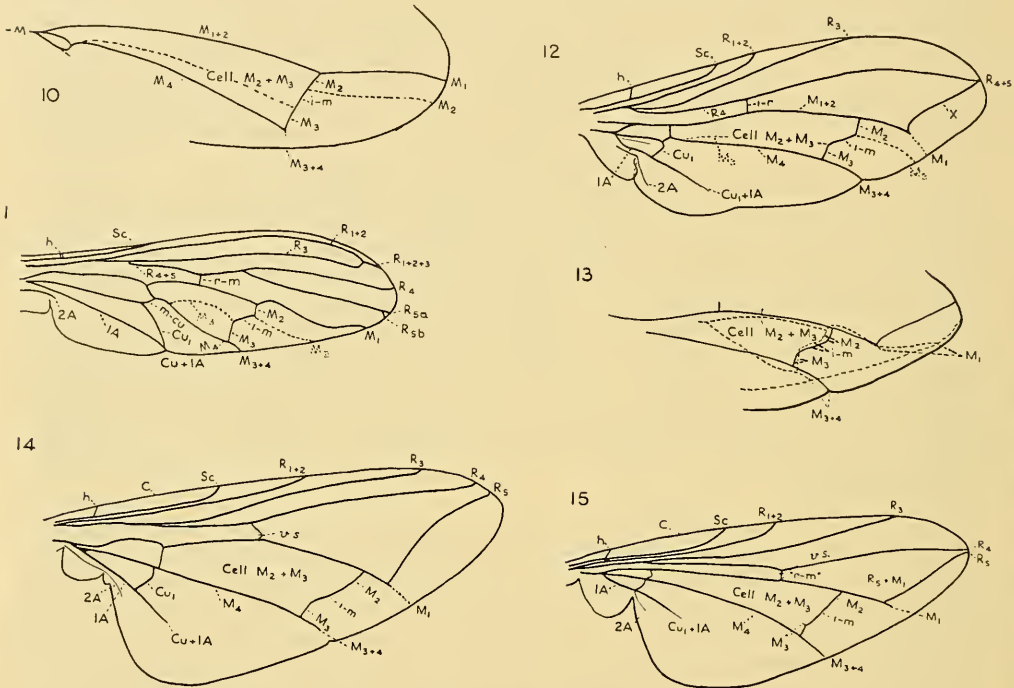 10
M
M1+2
M4
Cell M2 + M3
M2
i-m
M3
M3+4
M1
M2
12
h
Sc
R1+2
R3
R4+5
R4
i-r
M1+2
X
Cell M2 + M3
M2
i-m
M3
M2
M4
M1
Cu1
1A
2A
Cu1+1A
M3+4
1
h
Sc
R3
R1+2
R1+2+3
R4+5
r-m
R4
R5a
R5b
2A
1A
m-cu
Cu1
M3
M4
M2
i-m
M3
M1
M2
Cu+1A
M3+4
13
Cell M2 + M3
M2
i-m
M3
M1
M3+4
14
h
C
Sc
R1+2
R3
R4
R5
v s
Cell M2 + M3
2A
1A
Cu1
M4
M2
i-m
M3
M1
Cu+1A
M3+4
15
h
C
Sc
R1+2
R3
v s.
R4
R5
r-m
1A
Cell M2 + M3
R5+M1
M2
i-m
M1
2A
Cu1+1A
M4
M3
M3+4